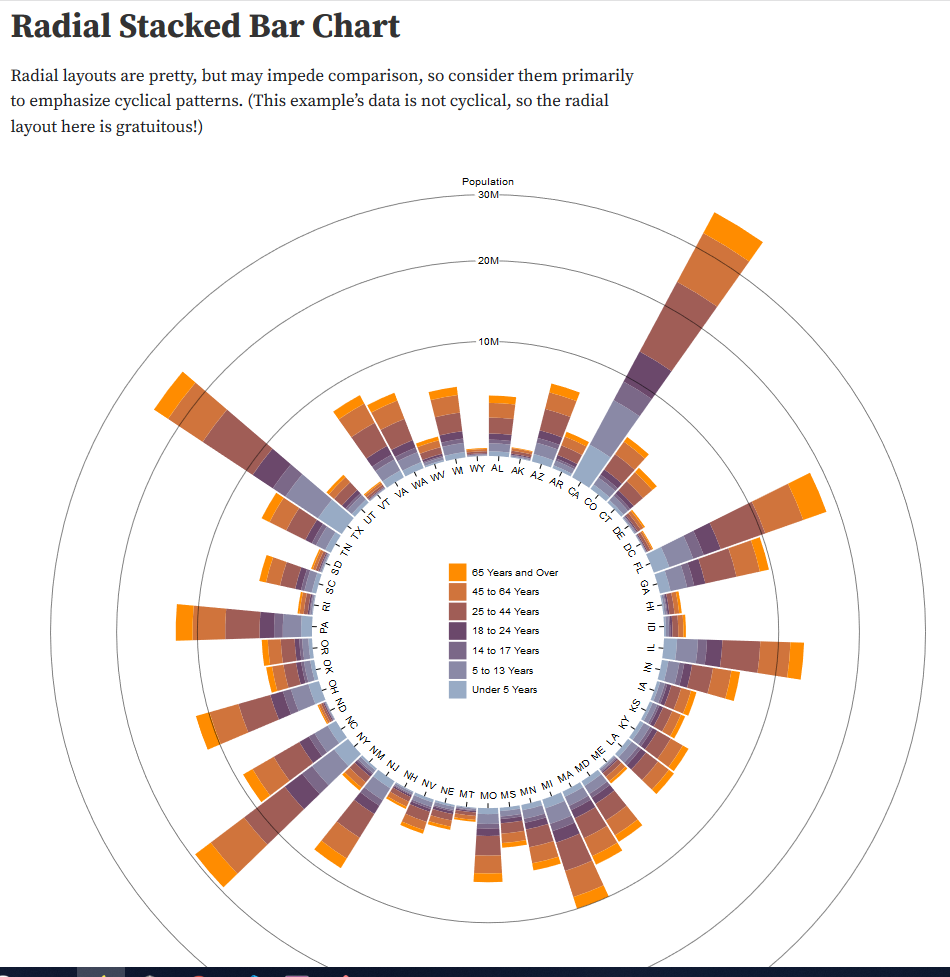 Radial Stacked Bar Chart
Radial layouts are pretty, but may impede comparison, so consider them primarily
to emphasize cyclical patterns. (This example’s data is not cyclical, so the radial
layout here is gratuitous!)
Population
30M
20M
10M
AL
AK
AZ
AR
CA
CO
CT
DE
DC
FL
GA
HI
ID
IL
IN
IA
KS
KY
LA
ME
MD
MA
MI
MN
MS
MO
MT
NE
NV
NH
NJ
NM
NY
NC
ND
OH
OK
OR
PA
RI
SC
SD
TN
TX
UT
VT
VA
WA
WV
WI
WY
65 Years and Over
45 to 64 Years
25 to 44 Years
18 to 24 Years
14 to 17 Years
5 to 13 Years
Under 5 Years